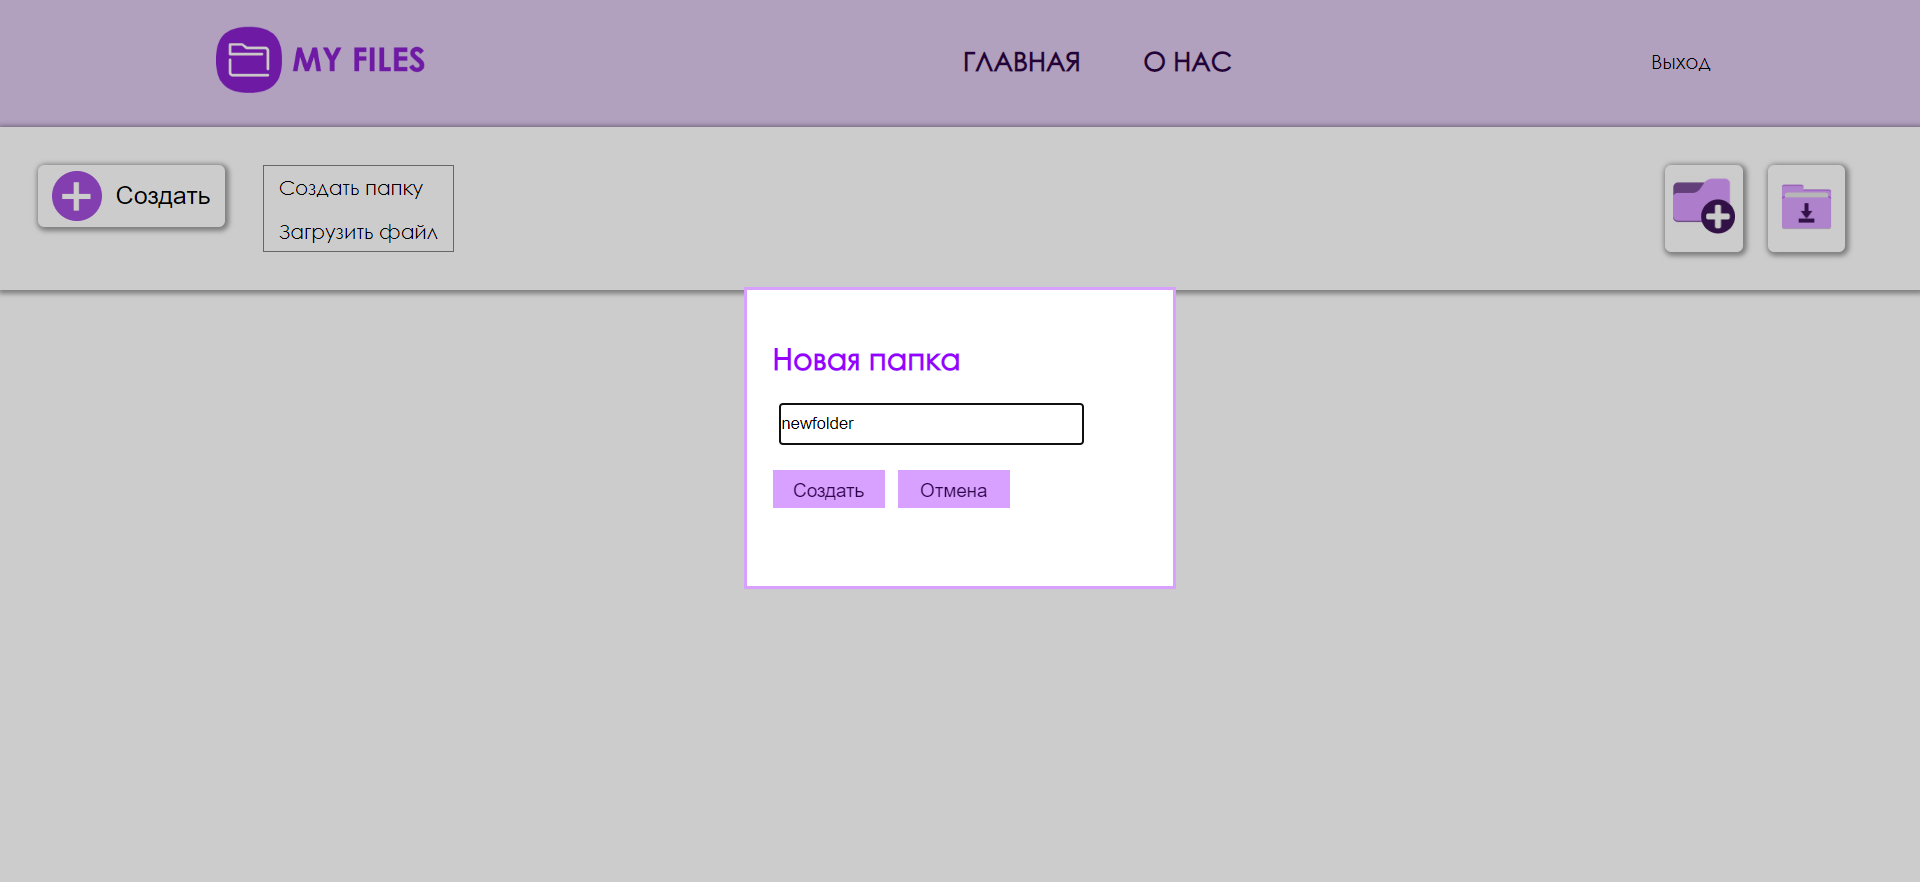 MY FILES
ГЛАВНАЯ
О НАС
Выход
Создать
Создать папку
Загрузить файл
Новая папка
newfolder
Создать
Отмена